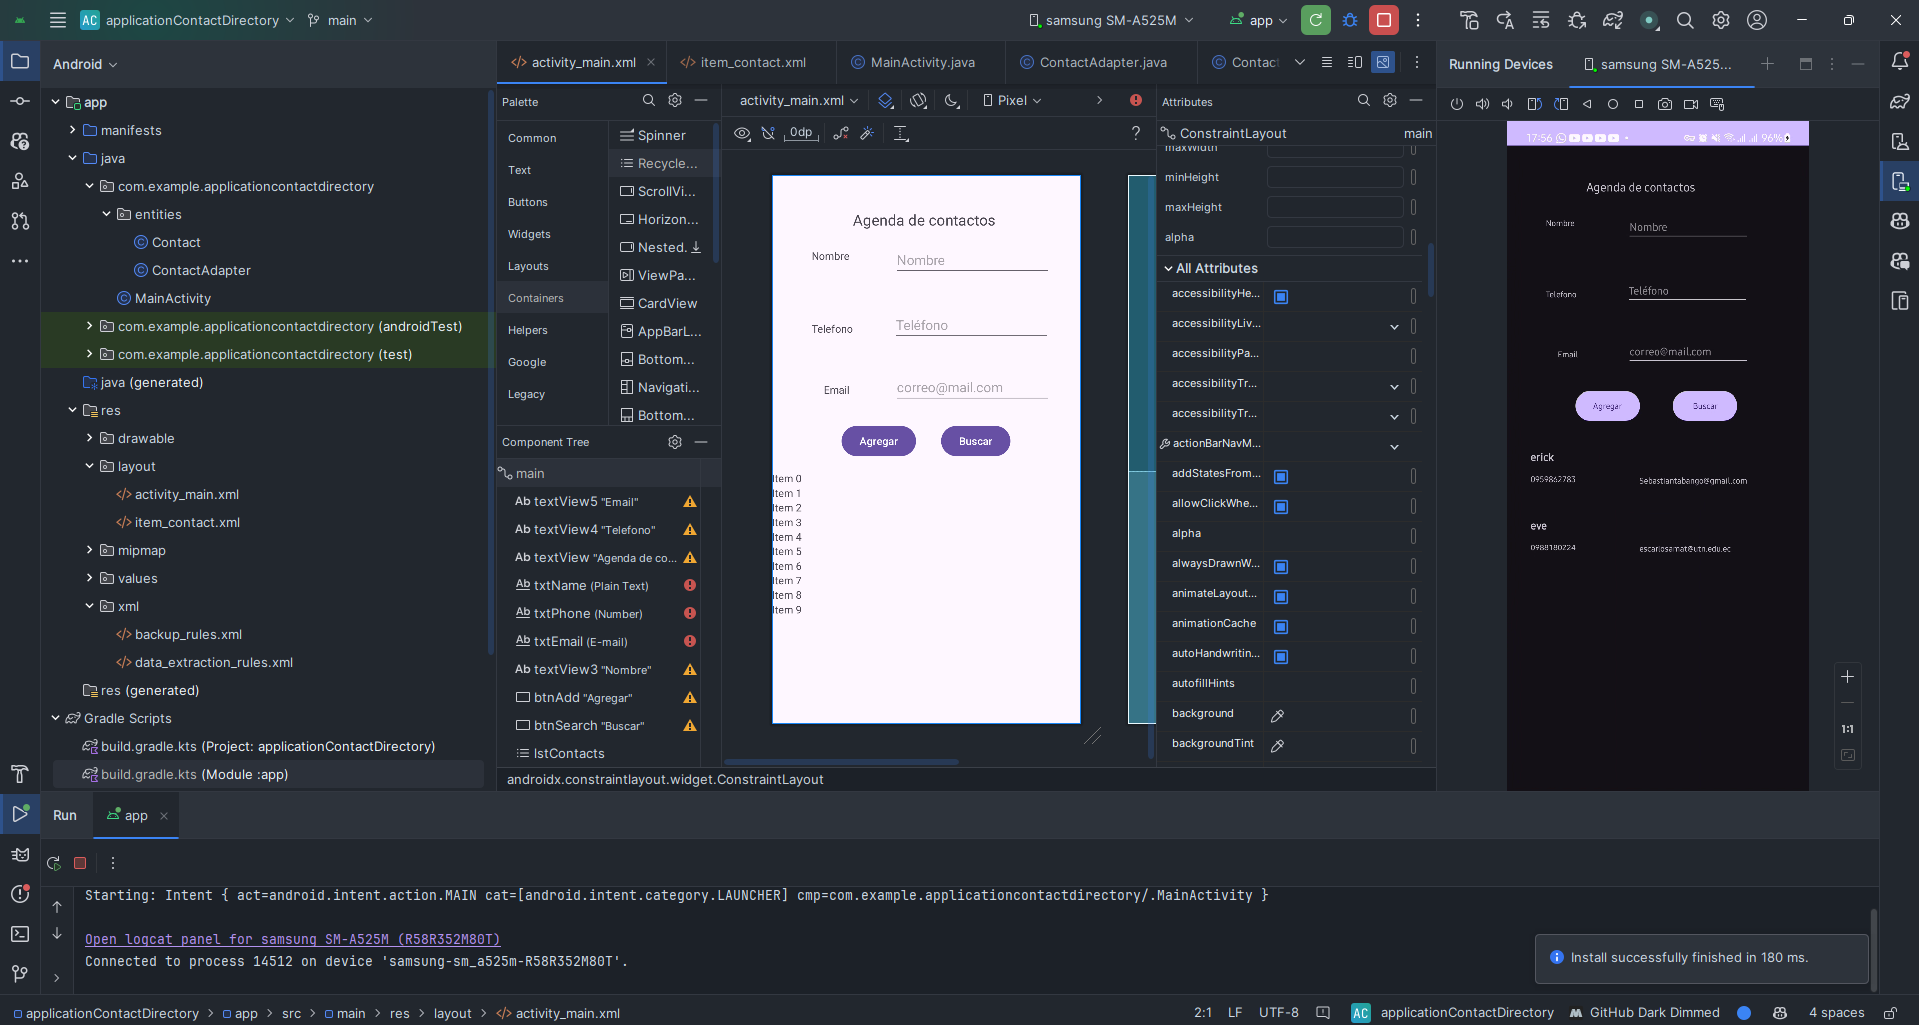 AC applicationContactDirectory main
samsung SM-A525M app
Android
app
manifests
java
com.example.applicationcontactdirectory
entities
Contact
ContactAdapter
MainActivity
com.example.applicationcontactdirectory (androidTest)
com.example.applicationcontactdirectory (test)
java (generated)
res
drawable
layout
activity_main.xml
item_contact.xml
mipmap
values
xml
backup_rules.xml
data_extraction_rules.xml
res (generated)
Gradle Scripts
build.gradle.kts (Project: applicationContactDirectory)
build.gradle.kts (Module :app)
activity_main.xml item_contact.xml MainActivity.java ContactAdapter.java Contact
Palette
Common
Text
Buttons
Widgets
Layouts
Containers
Helpers
Google
Legacy
Spinner
Recycle...
ScrollVi...
Horizon...
Nested.
ViewPa...
CardView
AppBarL...
Bottom...
Navigati...
Bottom...
Component Tree
main
Ab textView5 "Email"
Ab textView4 "Telefono"
Ab textView "Agenda de co...
Ab txtName (Plain Text)
Ab txtPhone (Number)
Ab txtEmail (E-mail)
Ab textView3 "Nombre"
btnAdd "Agregar"
btnSearch "Buscar"
lstContacts
activity_main.xml Pixel
0dp ?
Agenda de contactos
Nombre Nombre
Telefono Teléfono
Email correo@mail.com
Agregar Buscar
Item 0
Item 1
Item 2
Item 3
Item 4
Item 5
Item 6
Item 7
Item 8
Item 9
androidx.constraintlayout.widget.ConstraintLayout
Attributes
ConstraintLayout main
maxWidth
minHeight
maxHeight
alpha
All Attributes
accessibilityHe...
accessibilityLiv...
accessibilityPa...
accessibilityTr...
accessibilityTr...
actionBarNavM...
addStatesFrom...
allowClickWhe...
alpha
alwaysDrawnW...
animateLayout...
animationCache
autoHandwritin...
autofillHints
background
backgroundTint
Running Devices samsung SM-A525...
17:56 96%
Agenda de contactos
Nombre Nombre
Telefono Teléfono
Email correo@mail.com
Agregar Buscar
erick
0959862783 Sebastiantabango@gmail.com
eve
0988180224 escarlosamat@utn.edu.ec
1:1
Run app
Starting: Intent { act=android.intent.action.MAIN cat=[android.intent.category.LAUNCHER] cmp=com.example.applicationcontactdirectory/.MainActivity }
Open logcat panel for samsung SM-A525M (R58R352M80T)
Connected to process 14512 on device 'samsung-sm_a525m-R58R352M80T'.
Install successfully finished in 180 ms.
applicationContactDirectory > app > src > main > res > layout > activity_main.xml
2:1 LF UTF-8 AC applicationContactDirectory GitHub Dark Dimmed 4 spaces